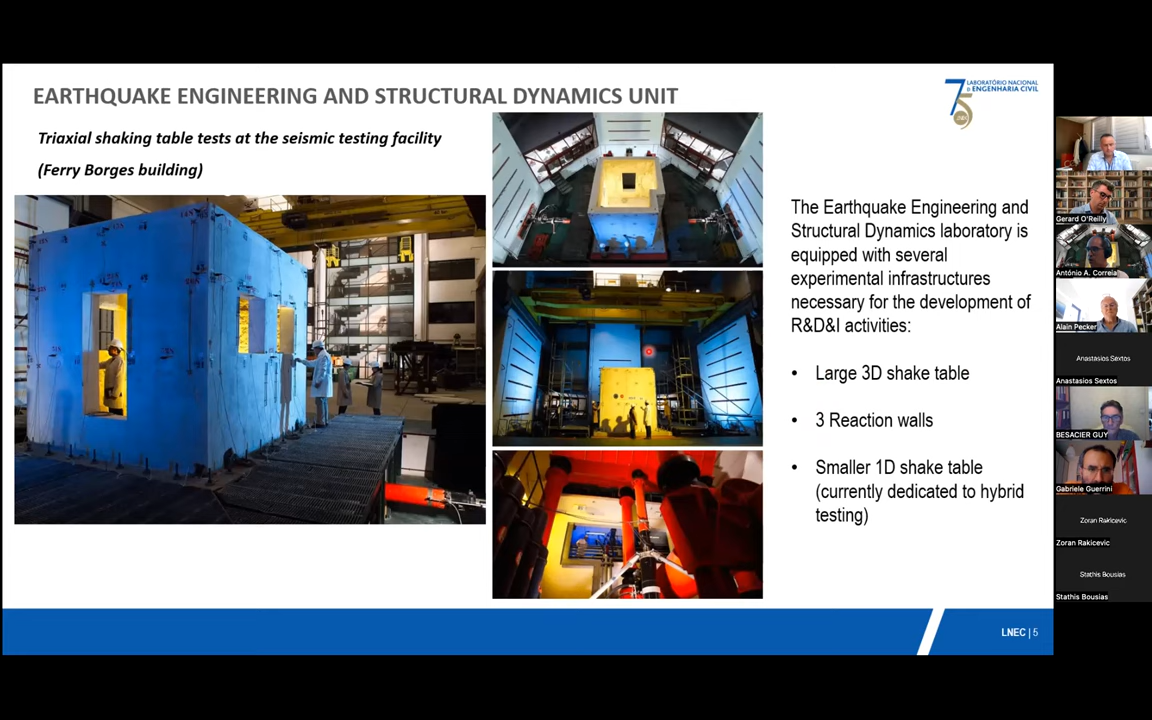 EARTHQUAKE ENGINEERING AND STRUCTURAL DYNAMICS UNIT
75
LABORATÓRIO NACIONAL
DE ENGENHARIA CIVIL
Triaxial shaking table tests at the seismic testing facility
(Ferry Borges building)
The Earthquake Engineering and
Structural Dynamics laboratory is
equipped with several
experimental infrastructures
necessary for the development of
R&D&I activities:
• Large 3D shake table
• 3 Reaction walls
• Smaller 1D shake table
(currently dedicated to hybrid
testing)
LNEC | 5
Gerard O'Reilly
António A. Correia
Alain Pecker
Anastasios Sextos
Anastasios Sextos
BESACIER GUY
Gabriele Guerrini
Zoran Rakicevic
Zoran Rakicevic
Stathis Bousias
Stathis Bousias